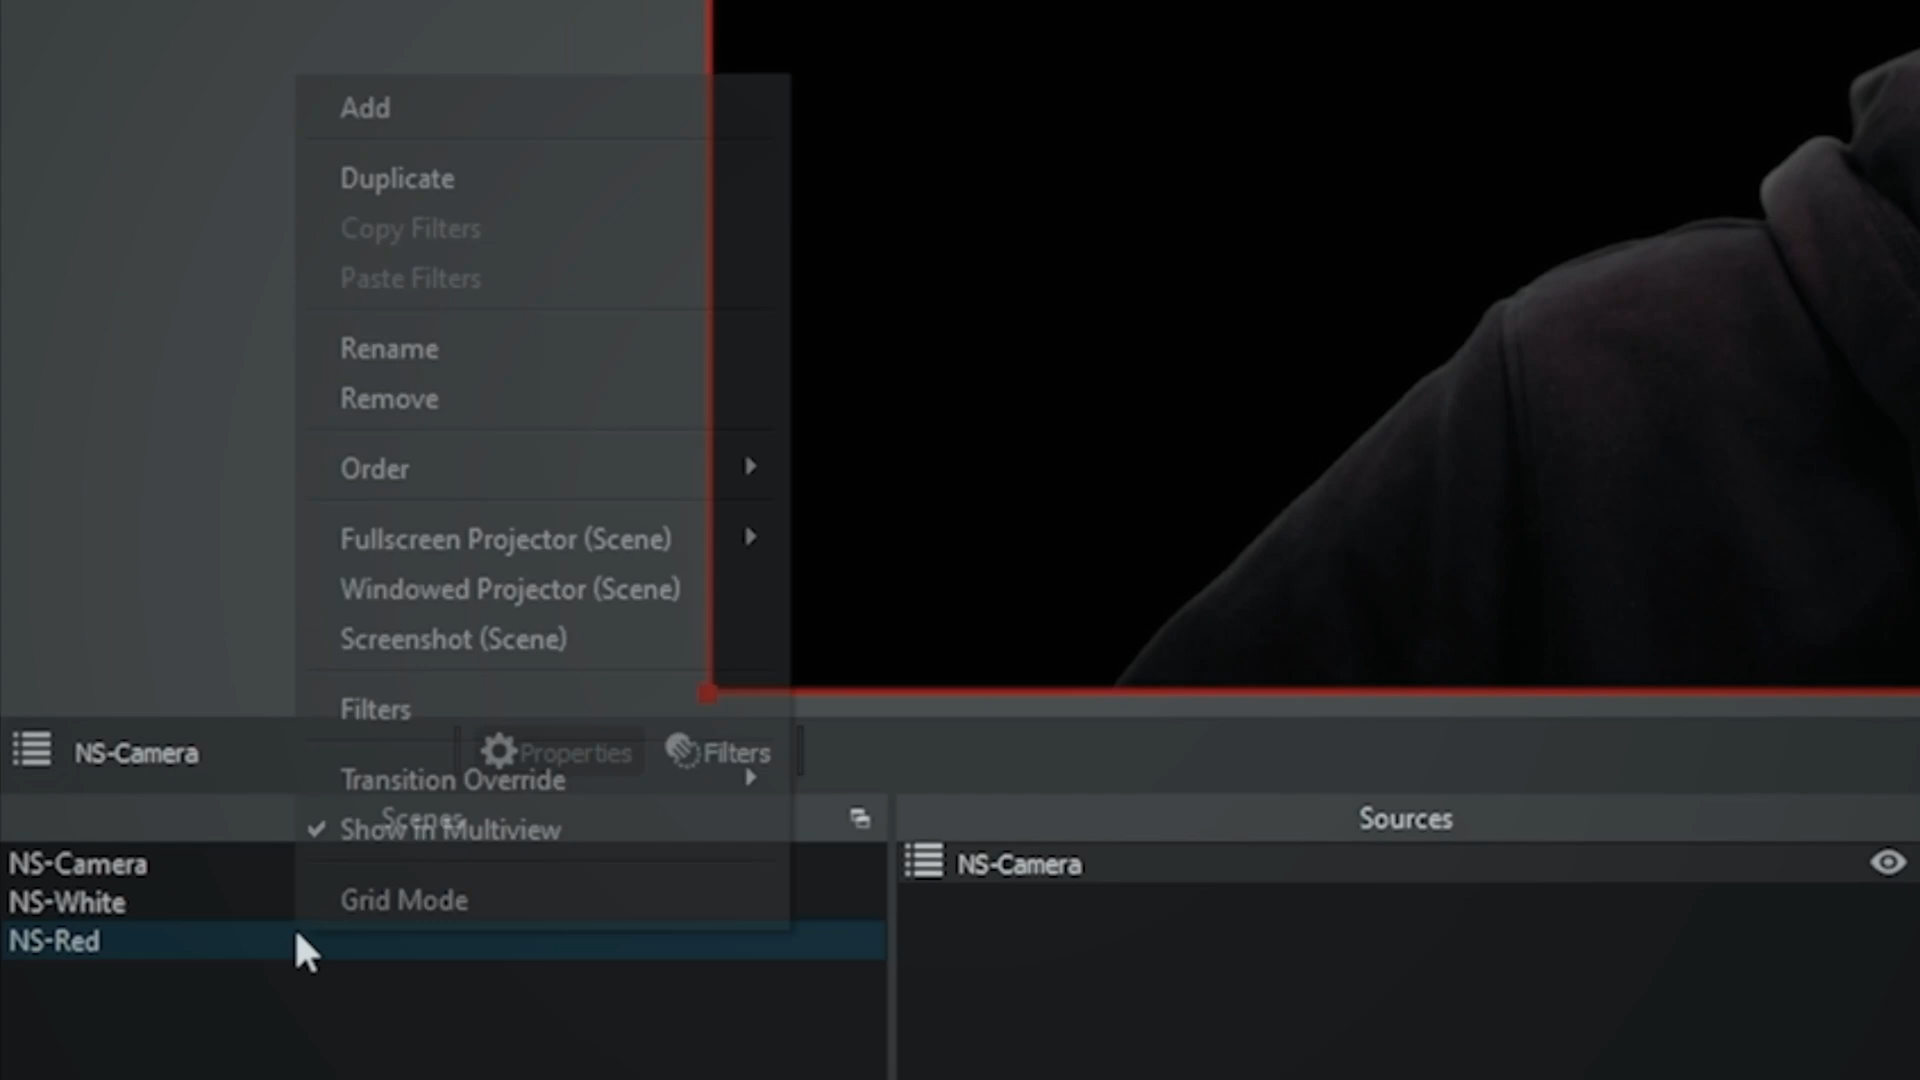 Add
Duplicate
Copy Filters
Paste Filters
Rename
Remove
Order
Fullscreen Projector (Scene)
Windowed Projector (Scene)
Screenshot (Scene)
Filters
NS-Camera
Properties
Filters
Transition Override
Scenes
Show in Multiview
Sources
NS-Camera
NS-Camera
NS-White
Grid Mode
NS-Red